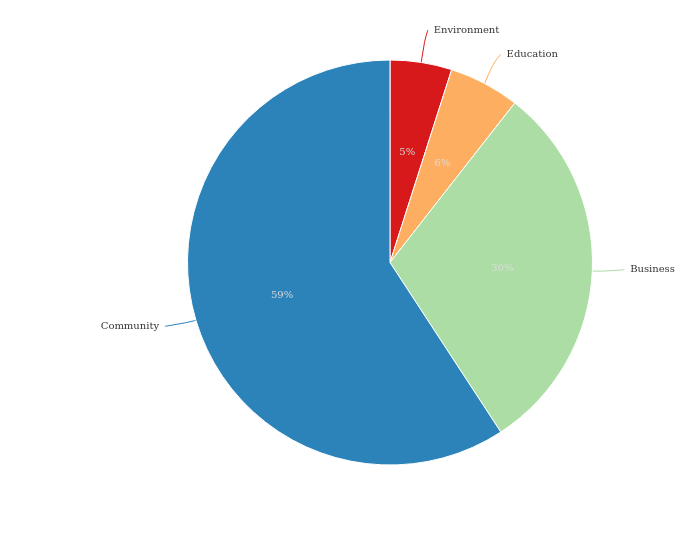 Environment
Education
5%
6%
Business
30%
59%
Community